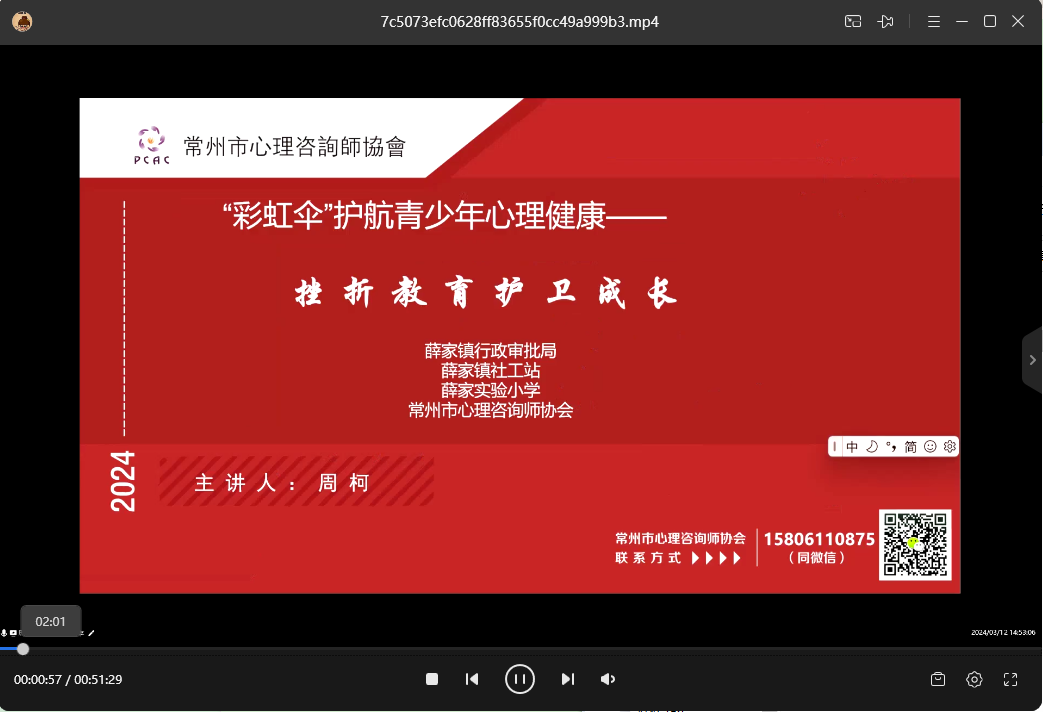 7c5073efc0628ff83655f0cc49a999b3.mp4
PCAC
常州市心理咨詢師協會
“彩虹伞”护航青少年心理健康——
挫折教育护卫成长
薛家镇行政审批局
薛家镇社工站
薛家实验小学
常州市心理咨询师协会
中 °, 简
2024
主讲人：周柯
常州市心理咨询师协会
联系方式
15806110875
（同微信）
02:01
2024/03/12 14:53:06
00:00:57 / 00:51:29